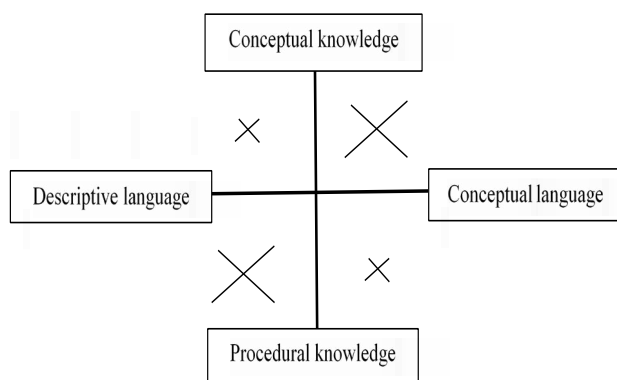 Conceptual knowledge
Descriptive language
Conceptual language
Procedural knowledge